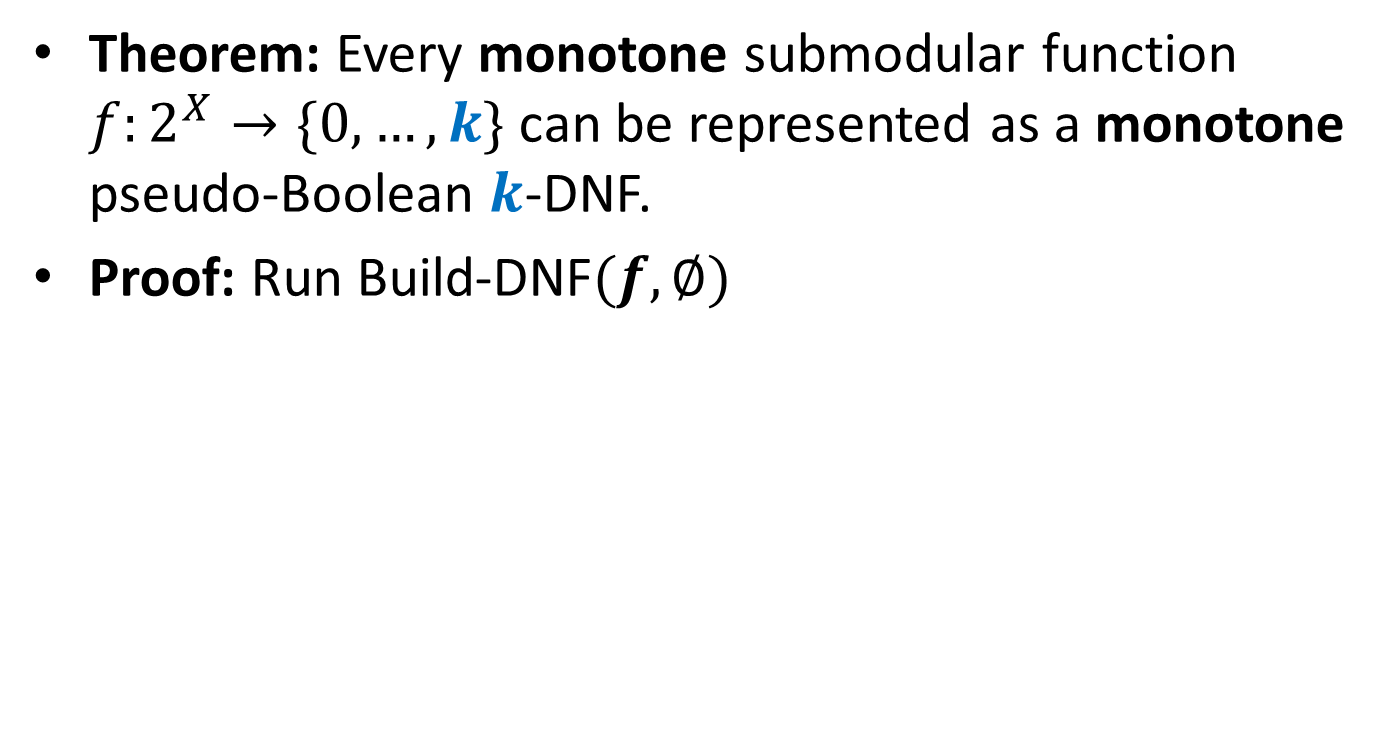 • Theorem: Every monotone submodular function
𝑓: 2^𝑋 → {0, … , 𝒌} can be represented as a monotone
pseudo-Boolean 𝒌-DNF.
• Proof: Run Build-DNF(𝒇, ∅)